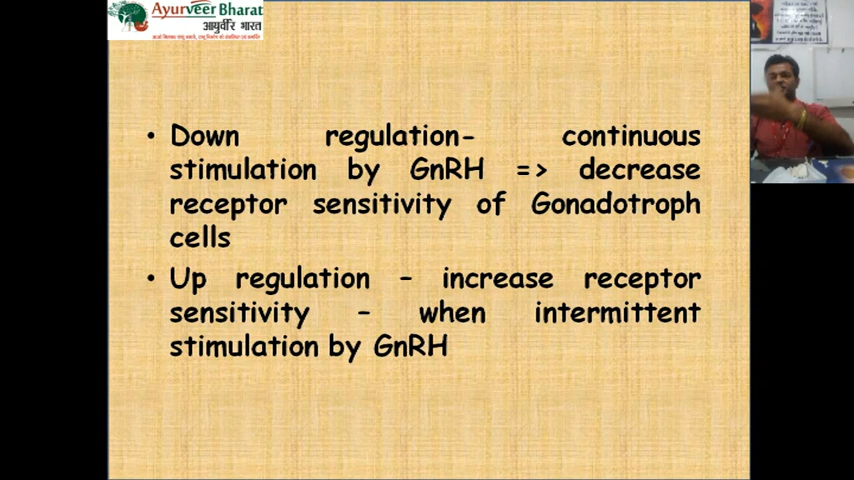 Ayurveer Bharat
आयुर्वीर भारत
• Down regulation- continuous
stimulation by GnRH => decrease
receptor sensitivity of Gonadotroph
cells
• Up regulation – increase receptor
sensitivity – when intermittent
stimulation by GnRH